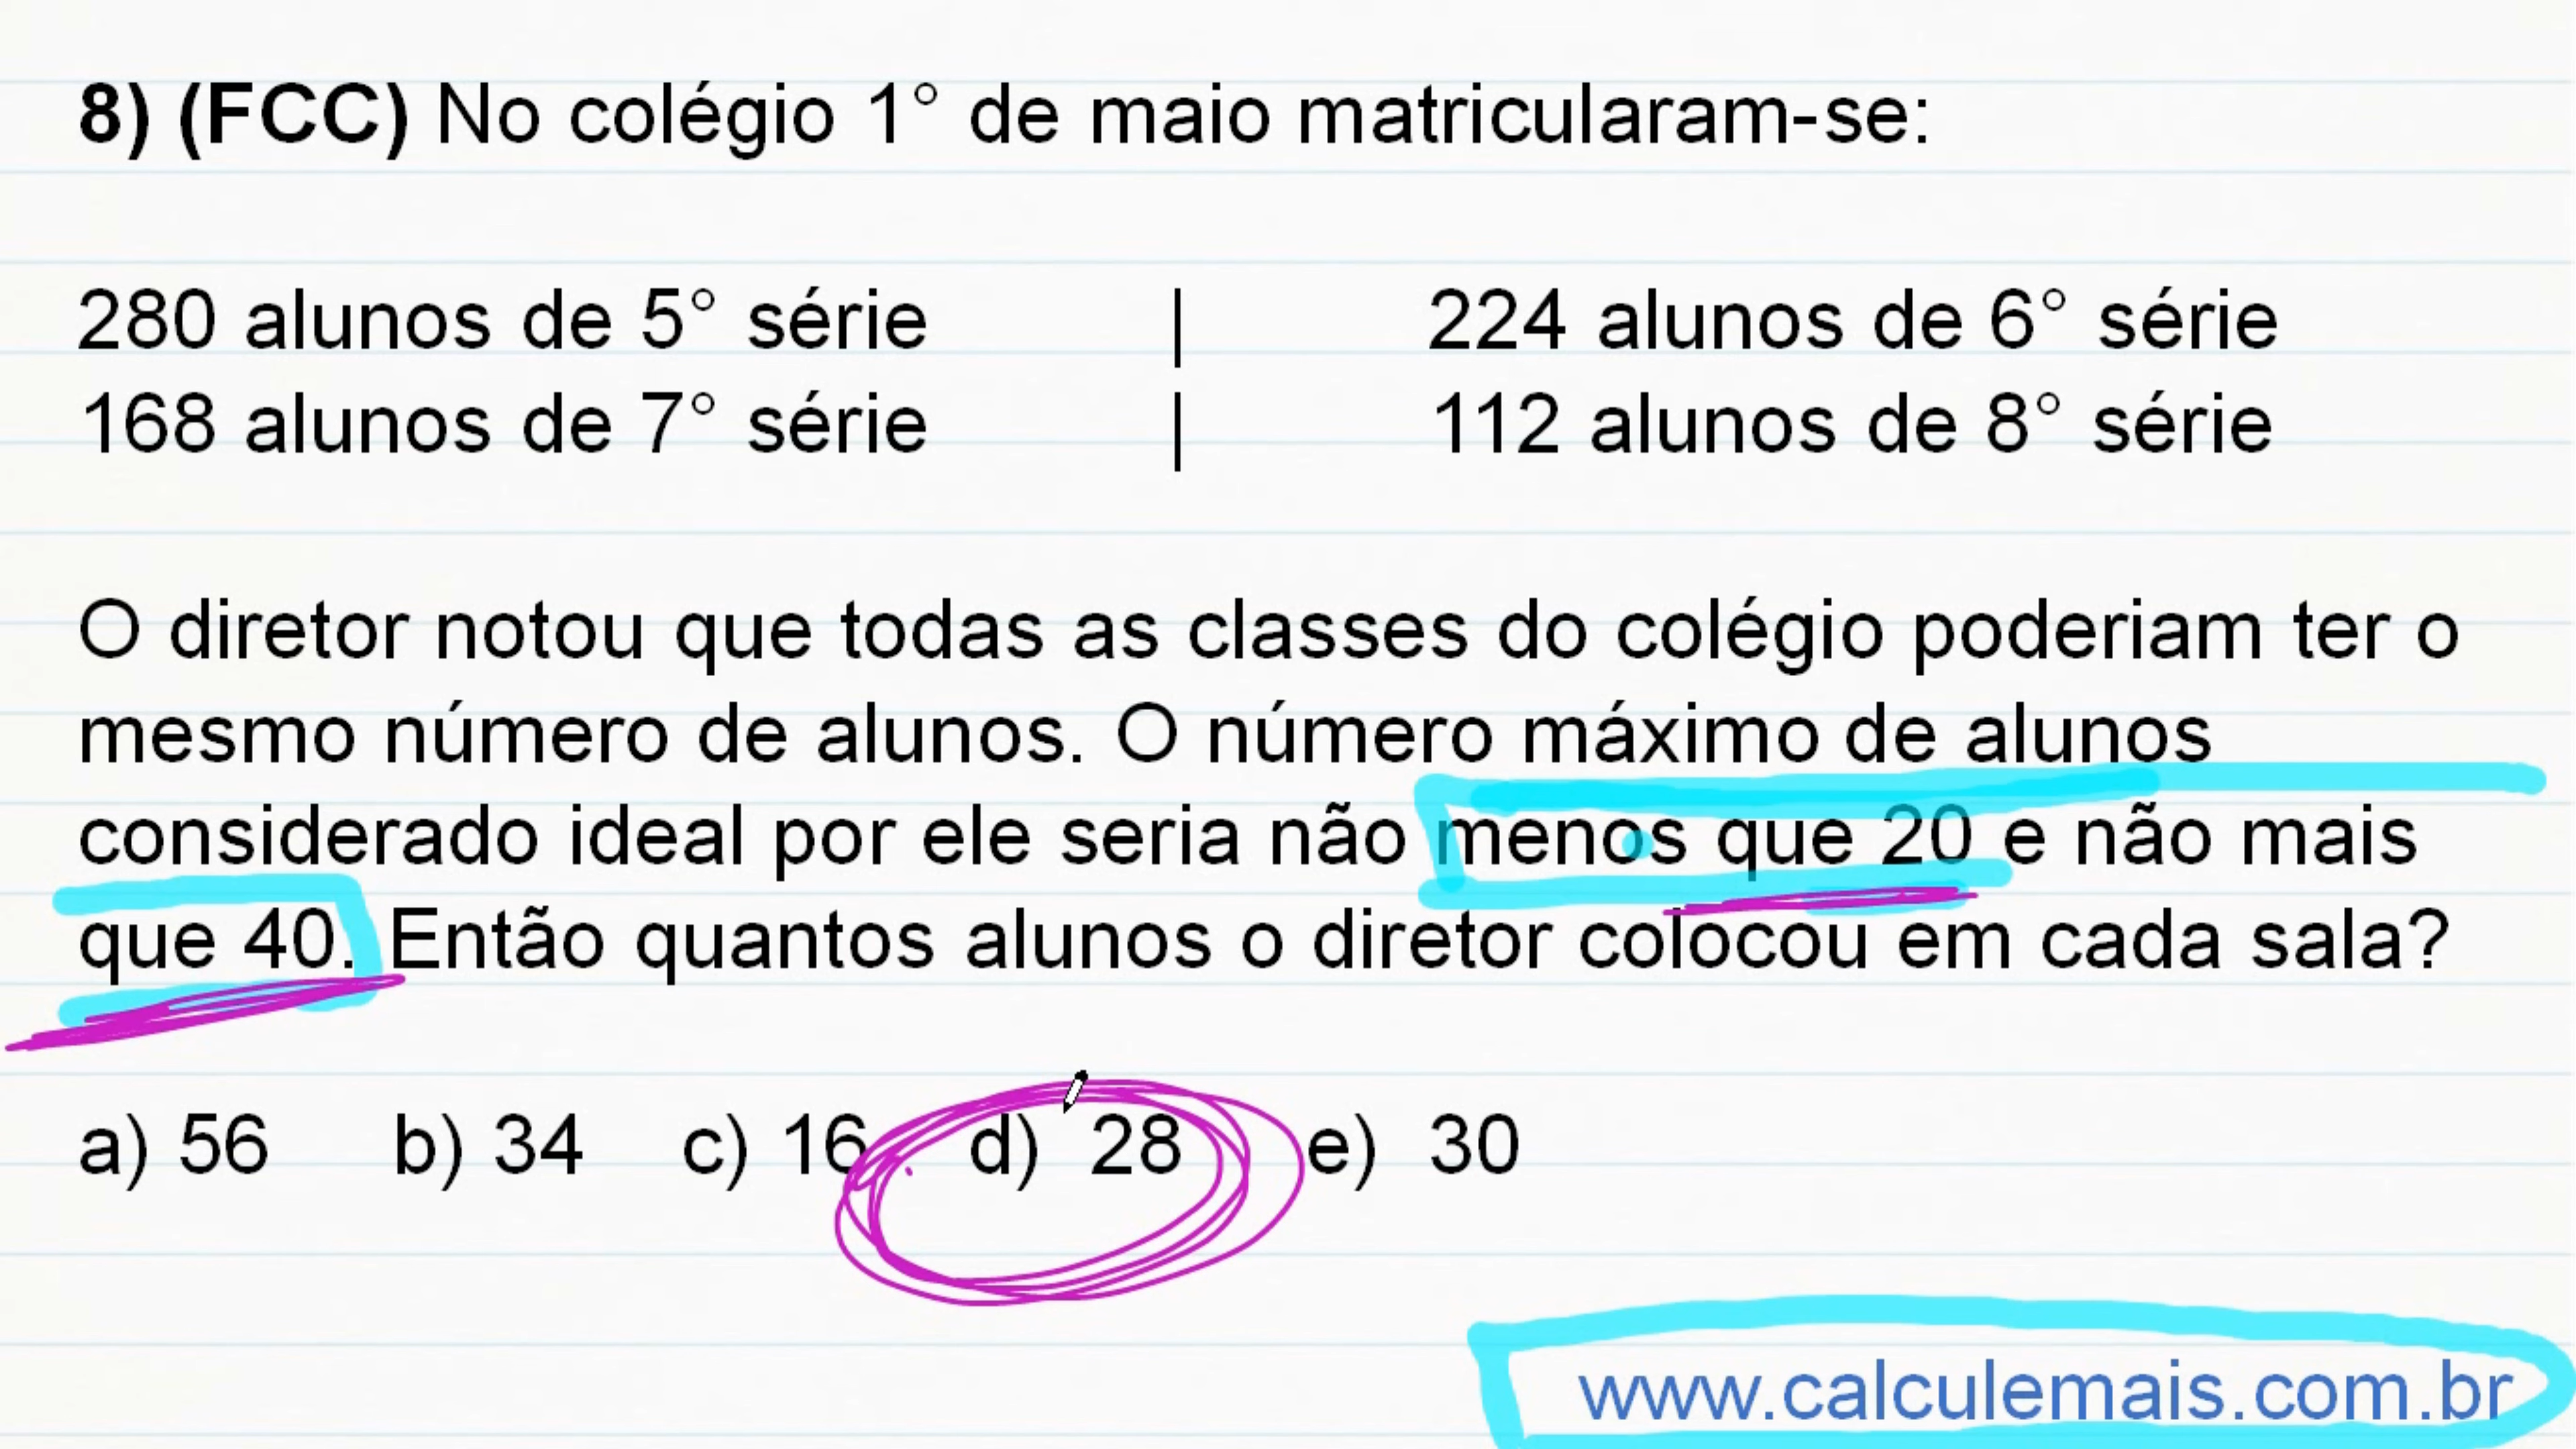 8) (FCC) No colégio 1° de maio matricularam-se:
280 alunos de 5° série | 224 alunos de 6° série
168 alunos de 7° série | 112 alunos de 8° série
O diretor notou que todas as classes do colégio poderiam ter o
mesmo número de alunos. O número máximo de alunos
considerado ideal por ele seria não menos que 20 e não mais
que 40. Então quantos alunos o diretor colocou em cada sala?
a) 56 b) 34 c) 16 d) 28 e) 30
www.calculemais.com.br